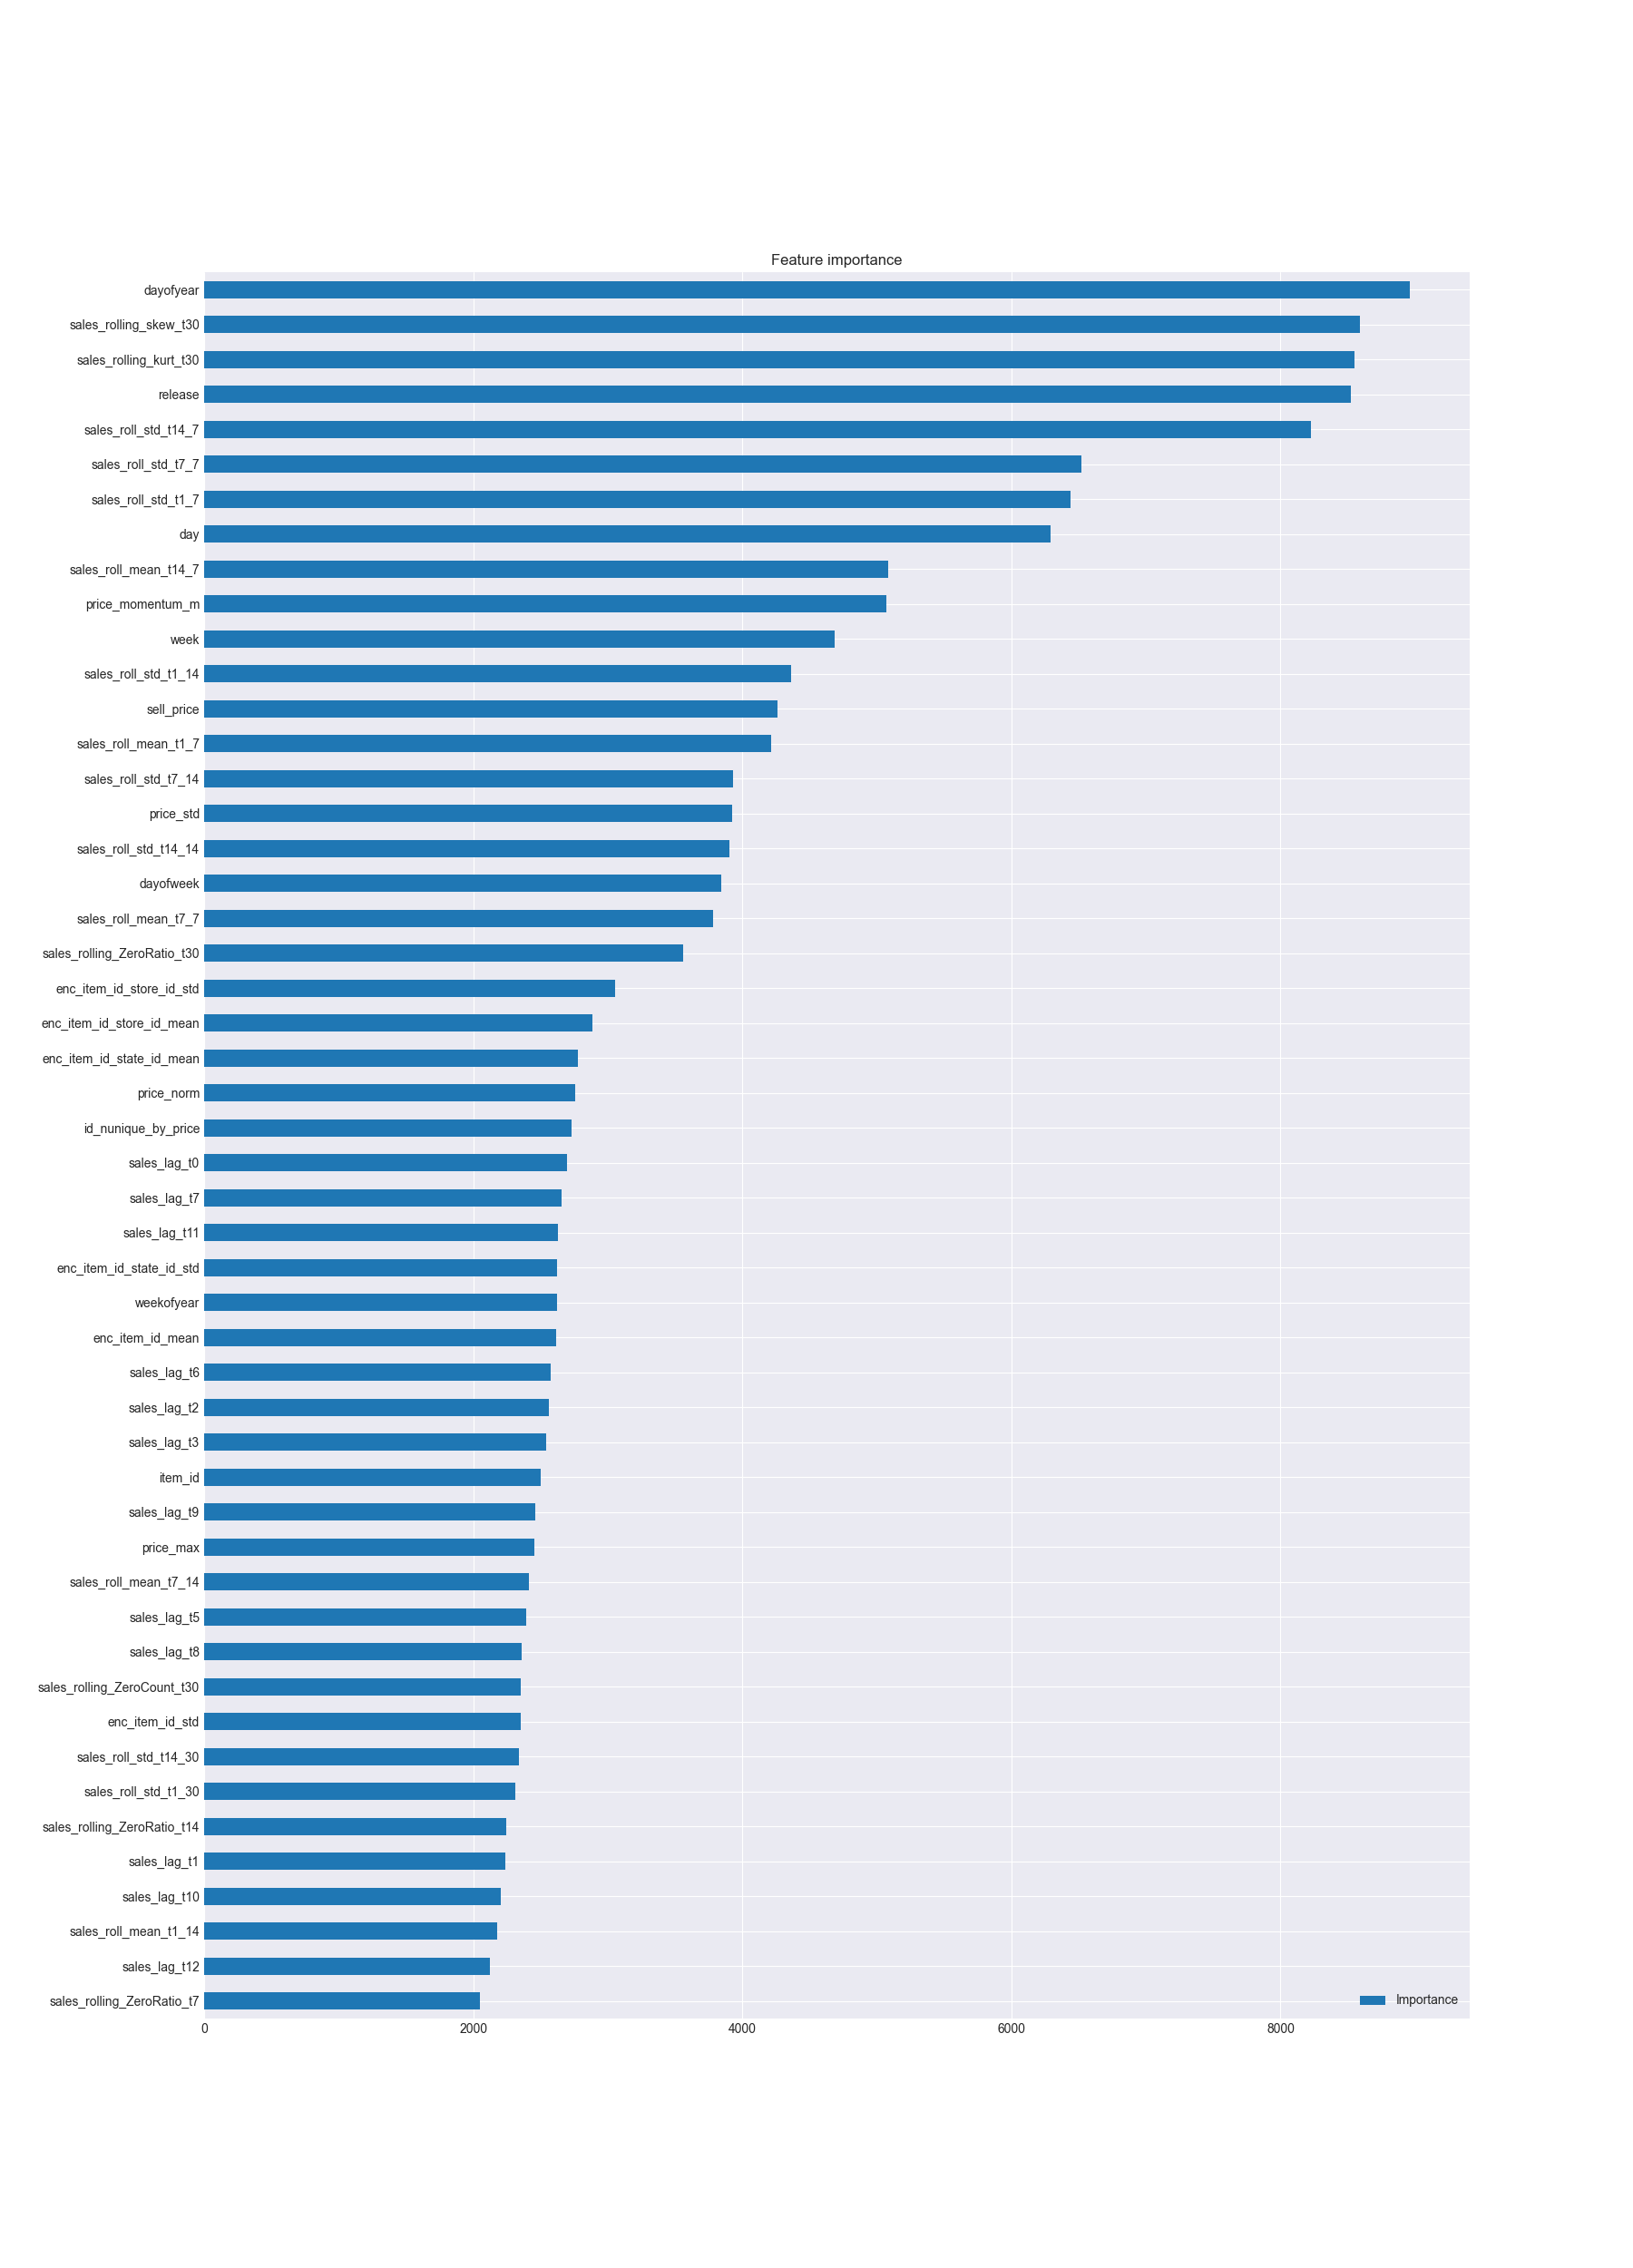 Feature importance
dayofyear
sales_rolling_skew_t30
sales_rolling_kurt_t30
release
sales_roll_std_t14_7
sales_roll_std_t7_7
sales_roll_std_t1_7
day
sales_roll_mean_t14_7
price_momentum_m
week
sales_roll_std_t1_14
sell_price
sales_roll_mean_t1_7
sales_roll_std_t7_14
price_std
sales_roll_std_t14_14
dayofweek
sales_roll_mean_t7_7
sales_rolling_ZeroRatio_t30
enc_item_id_store_id_std
enc_item_id_store_id_mean
enc_item_id_state_id_mean
price_norm
id_nunique_by_price
sales_lag_t0
sales_lag_t7
sales_lag_t11
enc_item_id_state_id_std
weekofyear
enc_item_id_mean
sales_lag_t6
sales_lag_t2
sales_lag_t3
item_id
sales_lag_t9
price_max
sales_roll_mean_t7_14
sales_lag_t5
sales_lag_t8
sales_rolling_ZeroCount_t30
enc_item_id_std
sales_roll_std_t14_30
sales_roll_std_t1_30
sales_rolling_ZeroRatio_t14
sales_lag_t1
sales_lag_t10
sales_roll_mean_t1_14
sales_lag_t12
sales_rolling_ZeroRatio_t7
Importance
0 2000 4000 6000 8000